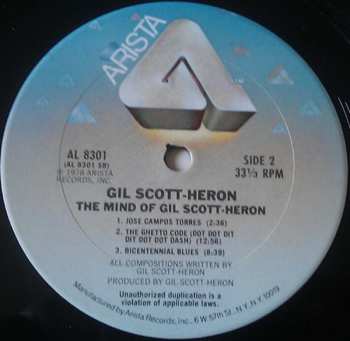 ARISTA
AL 8301
(AL 8301 SB)
℗ 1978 ARISTA
RECORDS, INC.
SIDE 2
33⅓ RPM
GIL SCOTT-HERON
THE MIND OF GIL SCOTT-HERON
1. JOSE CAMPOS TORRES (2:36)
2. THE GHETTO CODE (DOT DOT DIT
DIT DOT DOT DASH) (12:56)
3. BICENTENNIAL BLUES (8:39)
ALL COMPOSITIONS WRITTEN BY
GIL SCOTT-HERON
PRODUCED BY GIL SCOTT-HERON
Unauthorized duplication is a
violation of applicable laws.
Manufactured by Arista Records, Inc., 6 W. 57th St., N.Y., N.Y. 10019